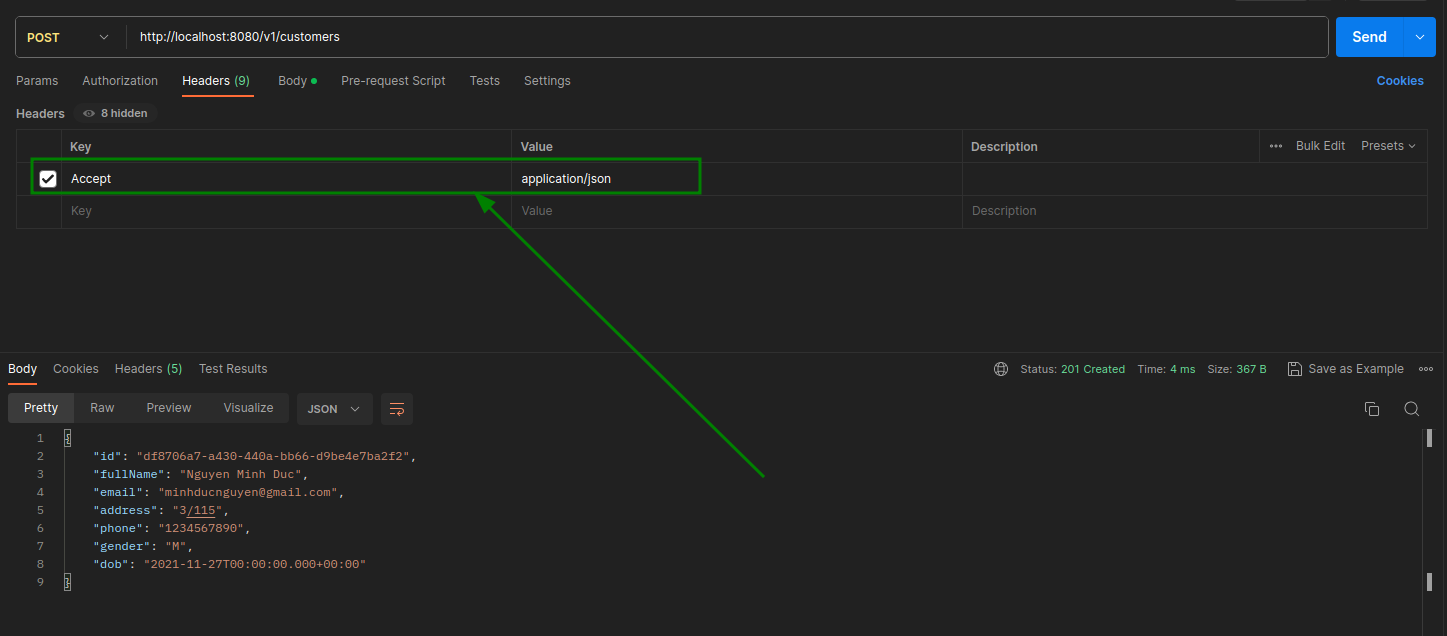 POST http://localhost:8080/v1/customers Send
Params Authorization Headers (9) Body Pre-request Script Tests Settings Cookies
Headers 8 hidden
Key Value Description Bulk Edit Presets
Accept application/json
Key Value Description
Body Cookies Headers (5) Test Results Status: 201 Created Time: 4 ms Size: 367 B Save as Example
Pretty Raw Preview Visualize JSON
1 {
2 "id": "df8706a7-a430-440a-bb66-d9be4e7ba2f2",
3 "fullName": "Nguyen Minh Duc",
4 "email": "minhducnguyen@gmail.com",
5 "address": "3/115",
6 "phone": "1234567890",
7 "gender": "M",
8 "dob": "2021-11-27T00:00:00.000+00:00"
9 }